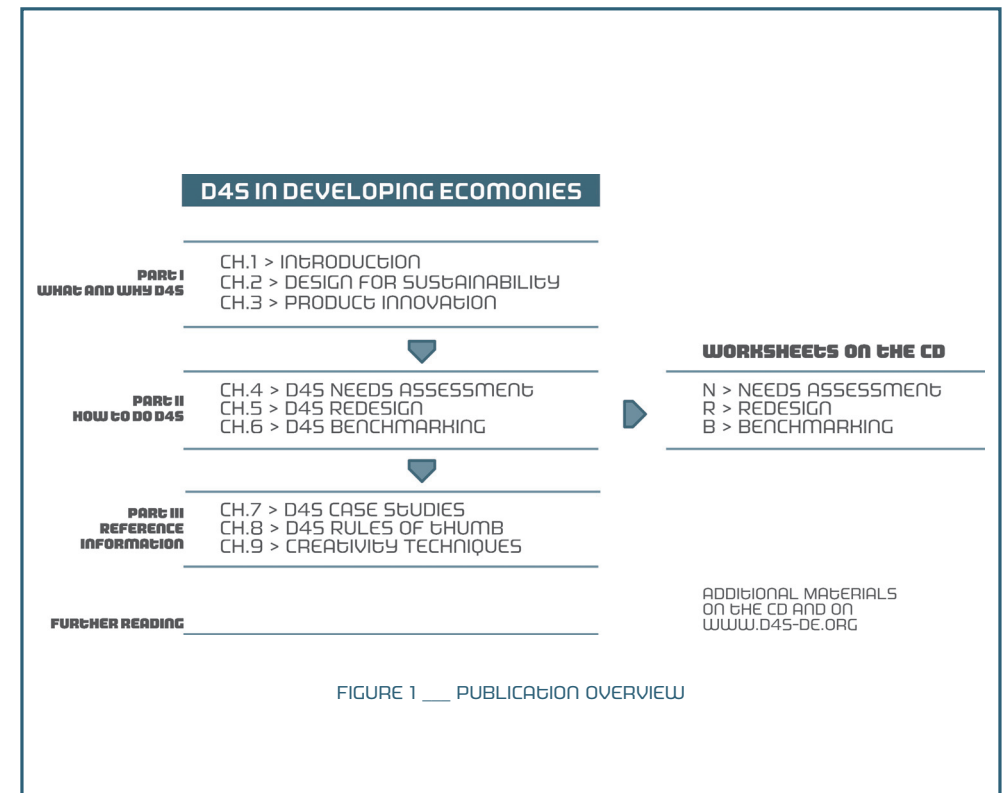 D4S IN DEVELOPING ECOMONIES
PART I
WHAT AND WHY D4S
CH.1 > INTRODUCTION
CH.2 > DESIGN FOR SUSTAINABILITY
CH.3 > PRODUCT INNOVATION
PART II
HOW TO DO D4S
CH.4 > D4S NEEDS ASSESSMENT
CH.5 > D4S REDESIGN
CH.6 > D4S BENCHMARKING
WORKSHEETS ON THE CD
N > NEEDS ASSESSMENT
R > REDESIGN
B > BENCHMARKING
PART III
REFERENCE
INFORMATION
CH.7 > D4S CASE STUDIES
CH.8 > D4S RULES OF THUMB
CH.9 > CREATIVITY TECHNIQUES
FURTHER READING
ADDITIONAL MATERIALS
ON THE CD AND ON
WWW.D4S-DE.ORG
FIGURE 1 ___ PUBLICATION OVERVIEW